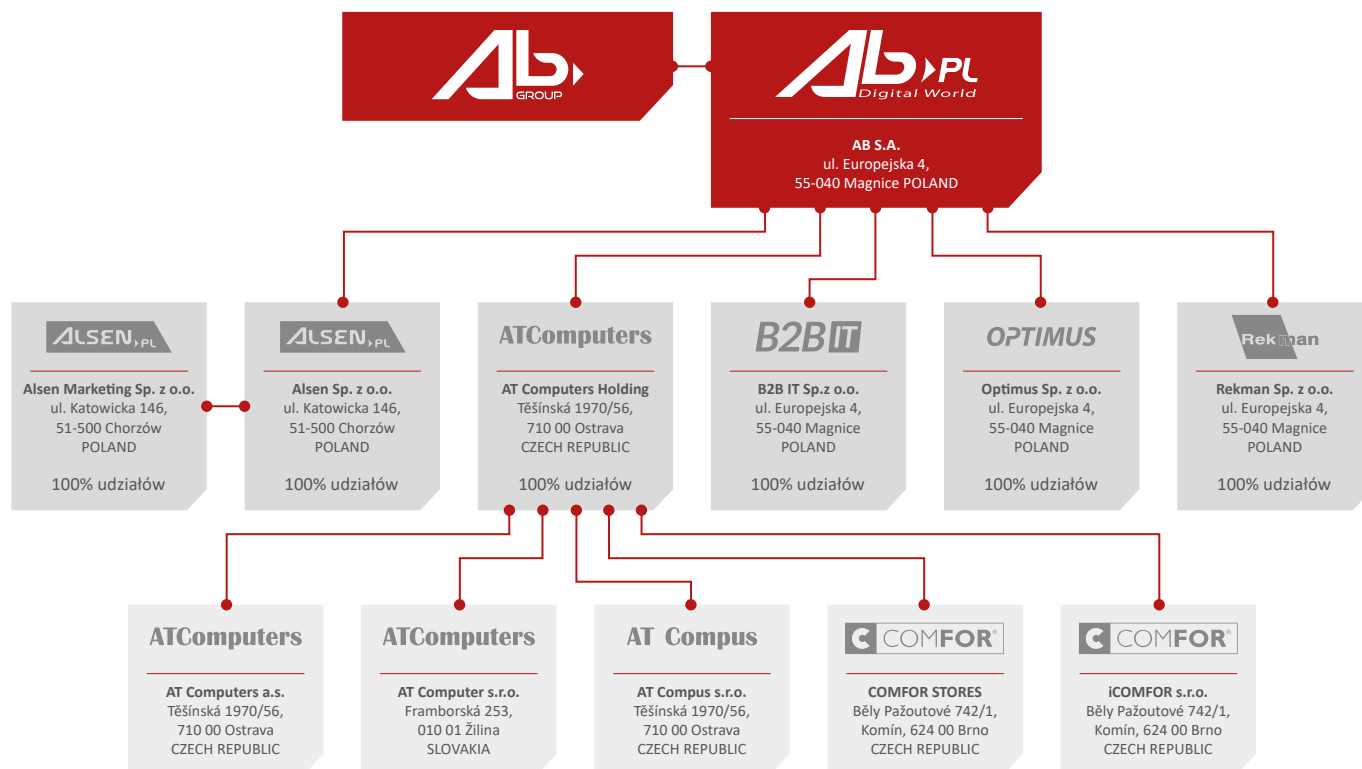 Ab
GROUP
Ab PL
Digital World
AB S.A.
ul. Europejska 4,
55-040 Magnice POLAND
ALSEN PL
Alsen Marketing Sp. z o.o.
ul. Katowicka 146,
51-500 Chorzów
POLAND
100% udziałów
ALSEN PL
Alsen Sp. z o.o.
ul. Katowicka 146,
51-500 Chorzów
POLAND
100% udziałów
ATComputers
AT Computers Holding
Těšínská 1970/56,
710 00 Ostrava
CZECH REPUBLIC
100% udziałów
B2B IT
B2B IT Sp.z o.o.
ul. Europejska 4,
55-040 Magnice
POLAND
100% udziałów
OPTIMUS
Optimus Sp. z o.o.
ul. Europejska 4,
55-040 Magnice
POLAND
100% udziałów
Rekman
Rekman Sp. z o.o.
ul. Europejska 4,
55-040 Magnice
POLAND
100% udziałów
ATComputers
AT Computers a.s.
Těšínská 1970/56,
710 00 Ostrava
CZECH REPUBLIC
ATComputers
AT Computer s.r.o.
Framborská 253,
010 01 Žilina
SLOVAKIA
AT Compus
AT Compus s.r.o.
Těšínská 1970/56,
710 00 Ostrava
CZECH REPUBLIC
C COMFOR®
COMFOR STORES
Běly Pažoutové 742/1,
Komín, 624 00 Brno
CZECH REPUBLIC
C COMFOR®
iCOMFOR s.r.o.
Běly Pažoutové 742/1,
Komín, 624 00 Brno
CZECH REPUBLIC